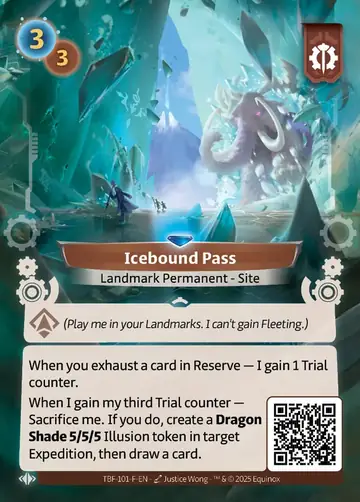 3
3
Icebound Pass
Landmark Permanent - Site
(Play me in your Landmarks. I can't gain Fleeting.)
When you exhaust a card in Reserve — I gain 1 Trial
counter.
When I gain my third Trial counter —
Sacrifice me. If you do, create a Dragon
Shade 5/5/5 Illusion token in target
Expedition, then draw a card.
TBF-101-F-EN - Justice Wong - ™ & © 2025 Equinox